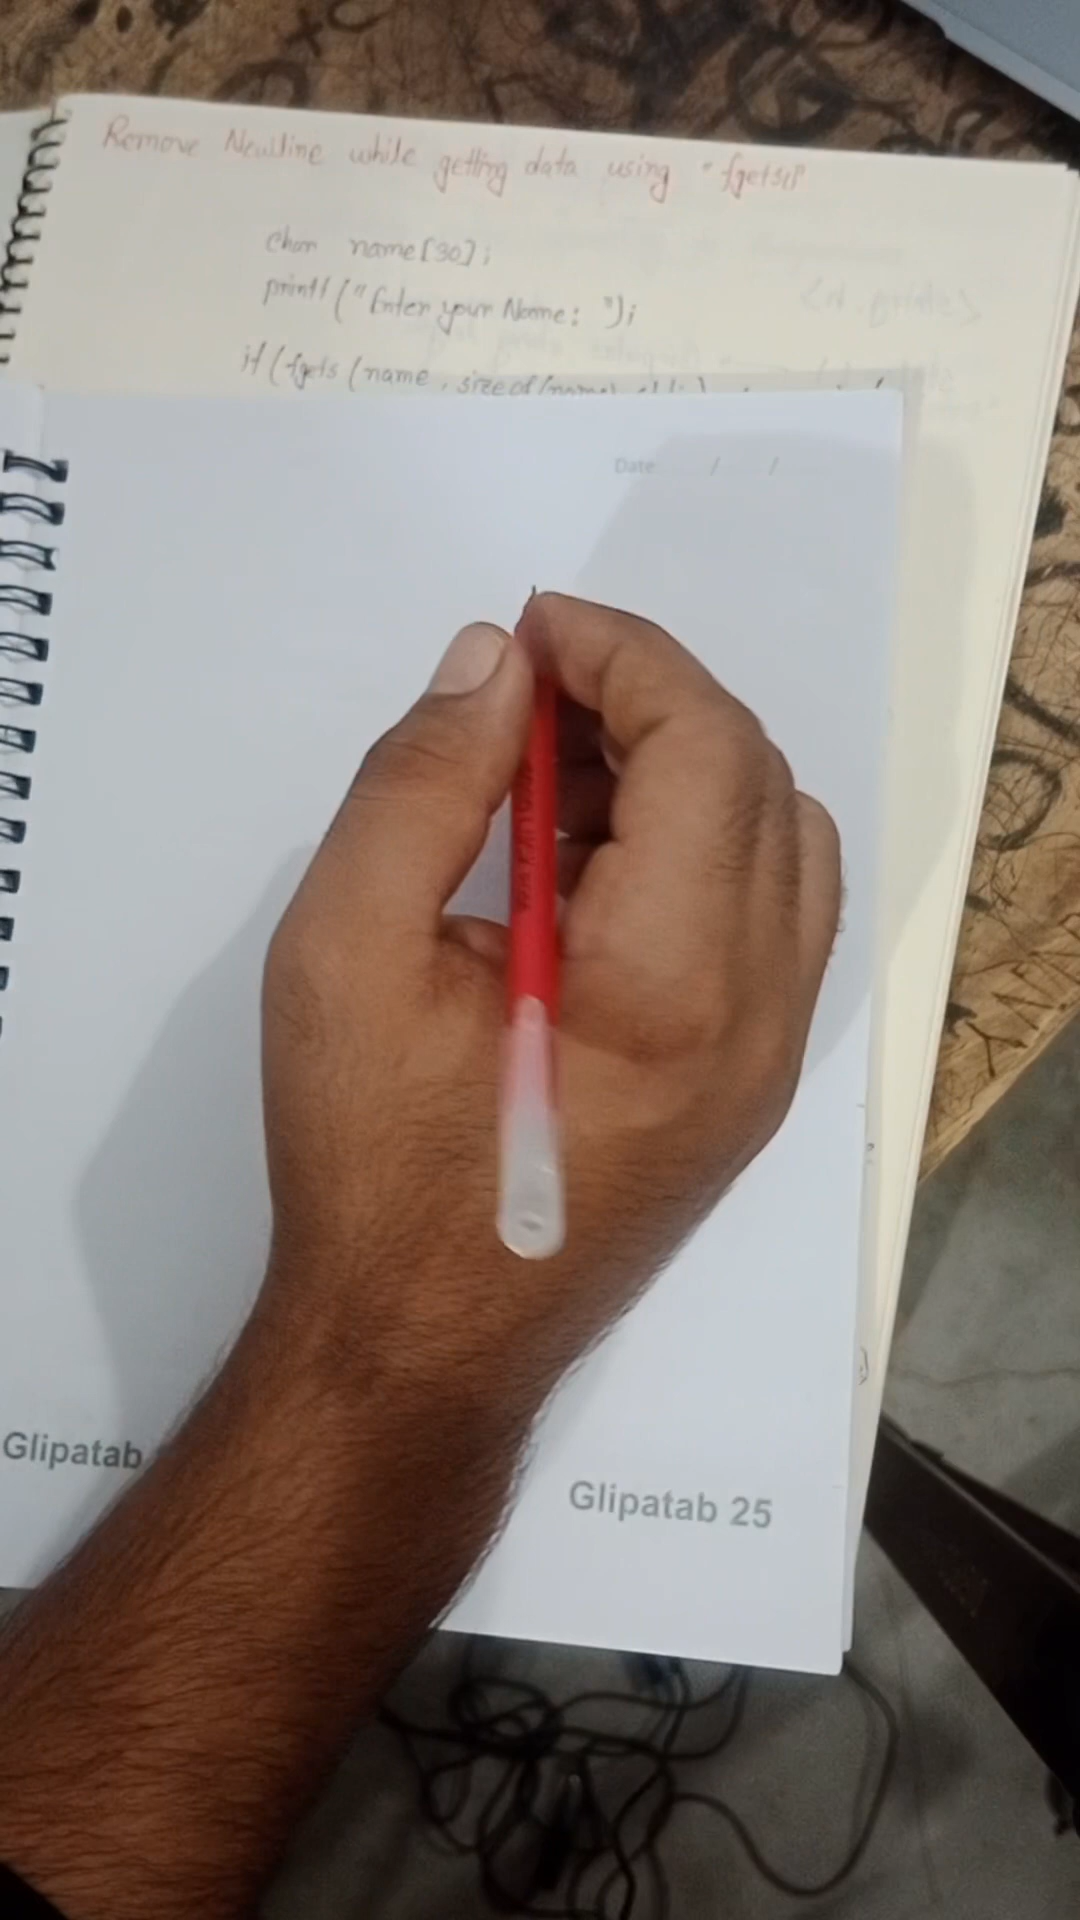 Remove Newline while getting data using "fgets()"
char name[30];
printf("Enter your Name: ");
if(fgets(name, sizeof(name)
Date / /
Glipatab
Glipatab 25